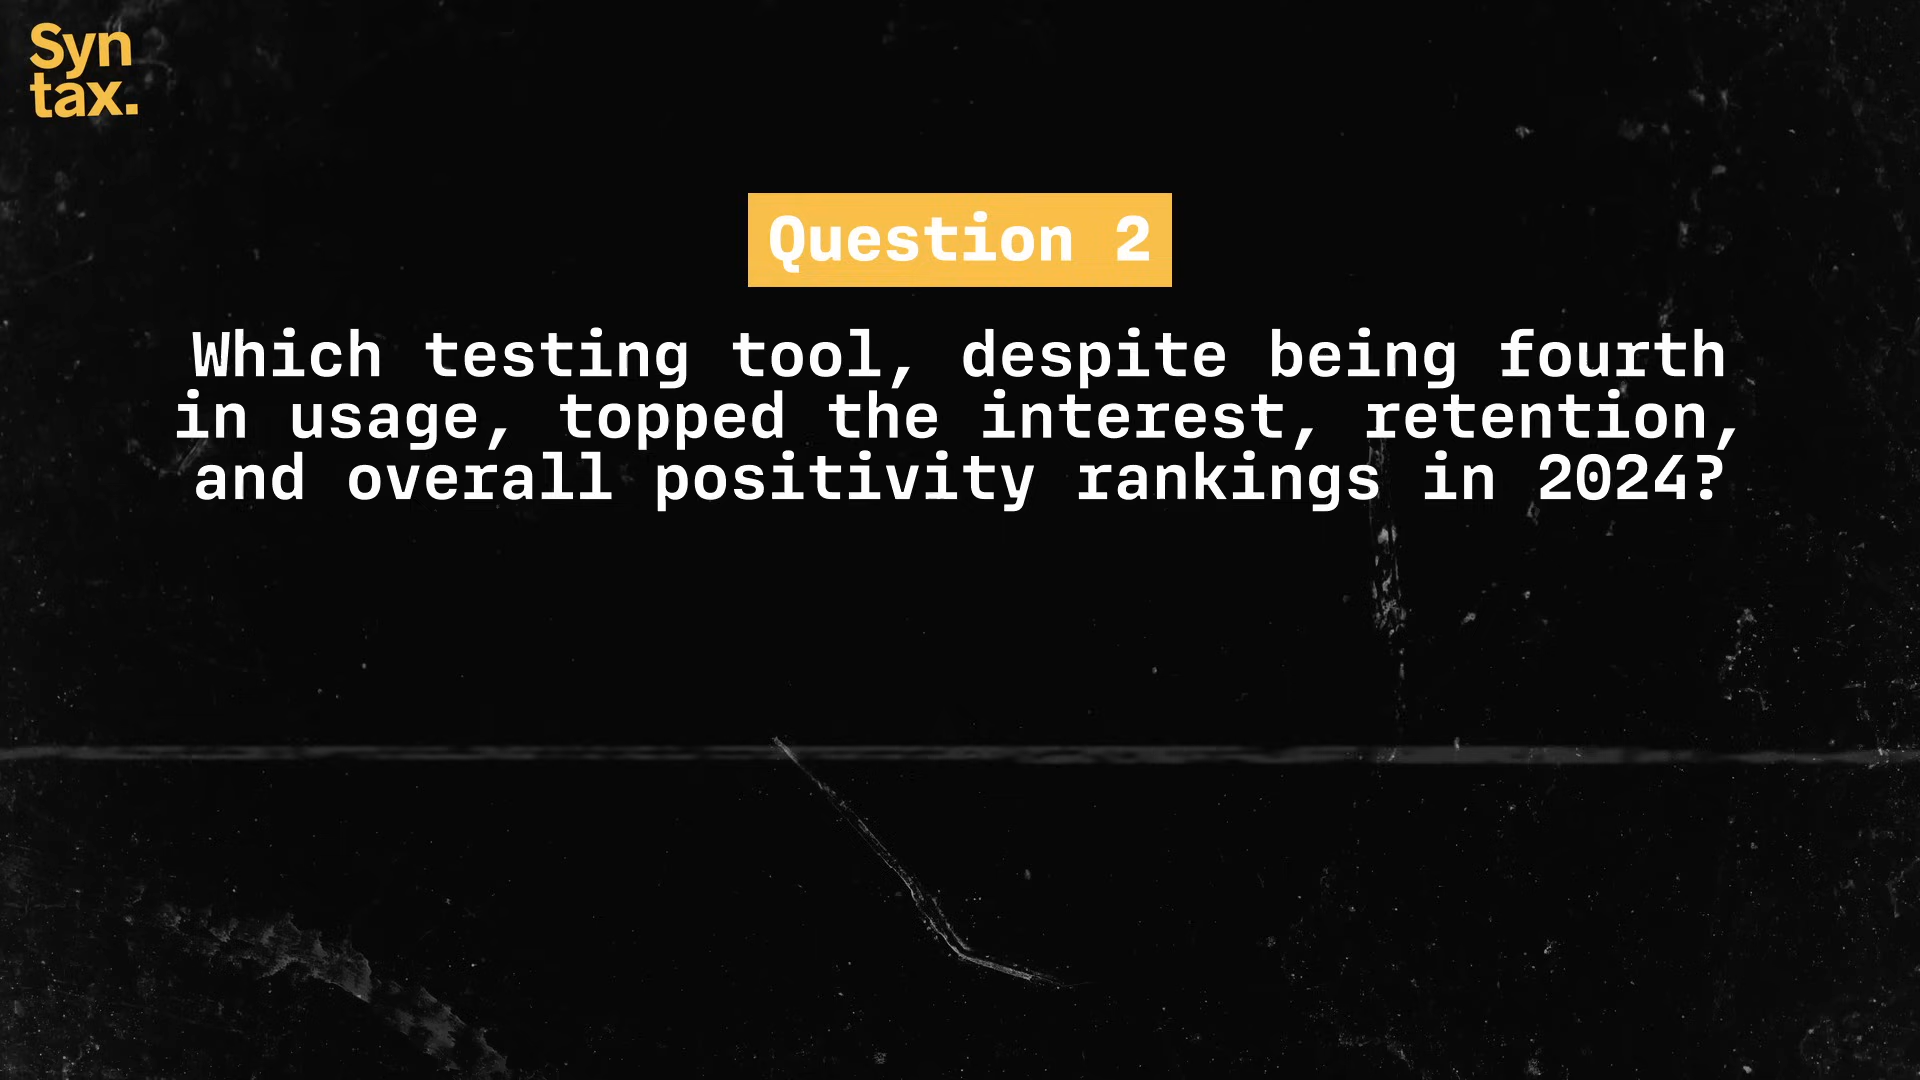 Syn
tax.
Question 2
Which testing tool, despite being fourth
in usage, topped the interest, retention,
and overall positivity rankings in 2024?